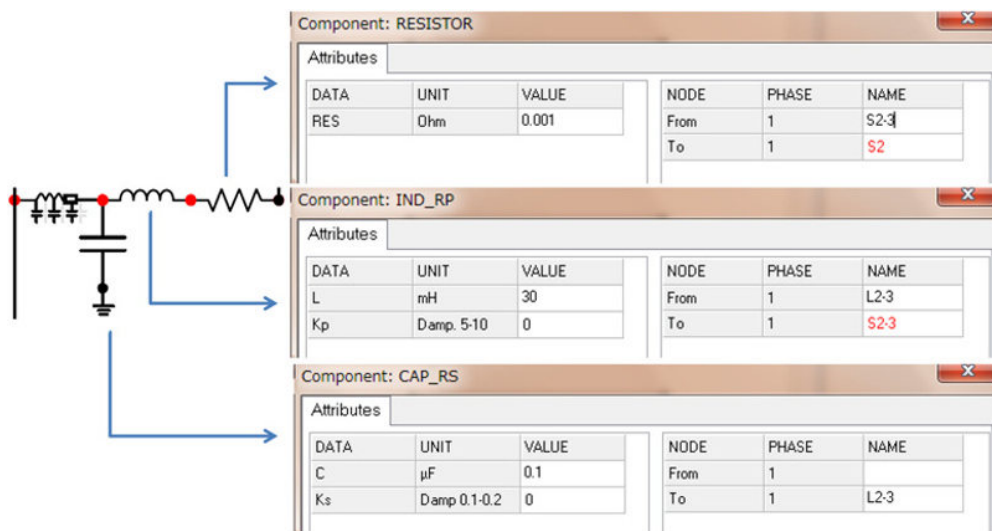 Component: RESISTOR
Attributes
DATA UNIT VALUE
RES Ohm 0.001
NODE PHASE NAME
From 1 S2-3
To 1 S2
Component: IND_RP
Attributes
DATA UNIT VALUE
L mH 30
Kp Damp. 5-10 0
NODE PHASE NAME
From 1 L2-3
To 1 S2-3
Component: CAP_RS
Attributes
DATA UNIT VALUE
C µF 0.1
Ks Damp 0.1-0.2 0
NODE PHASE NAME
From 1
To 1 L2-3